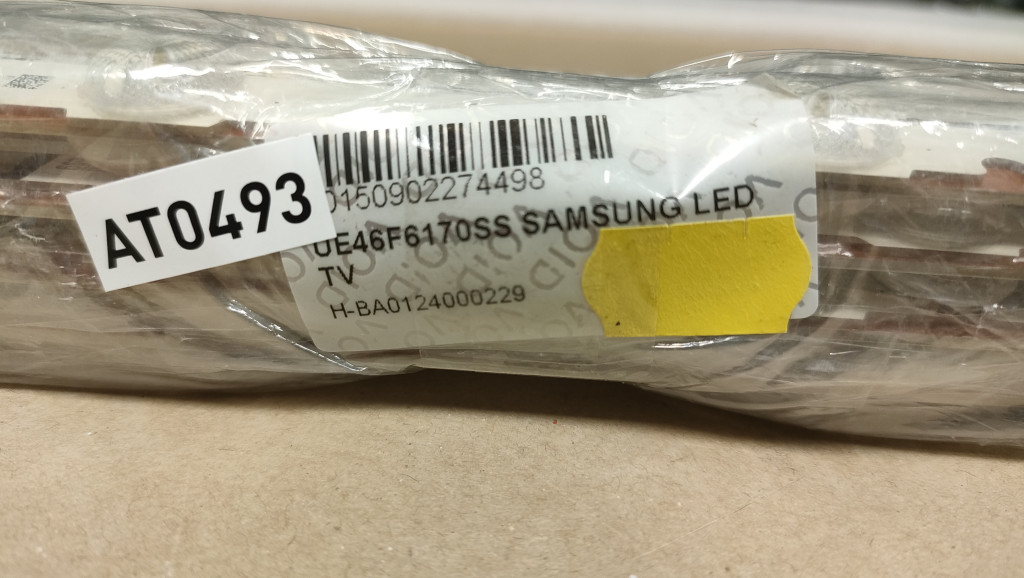 AT0493
0150902274498
UE46F6170SS SAMSUNG LED
TV
H-BA0124000229